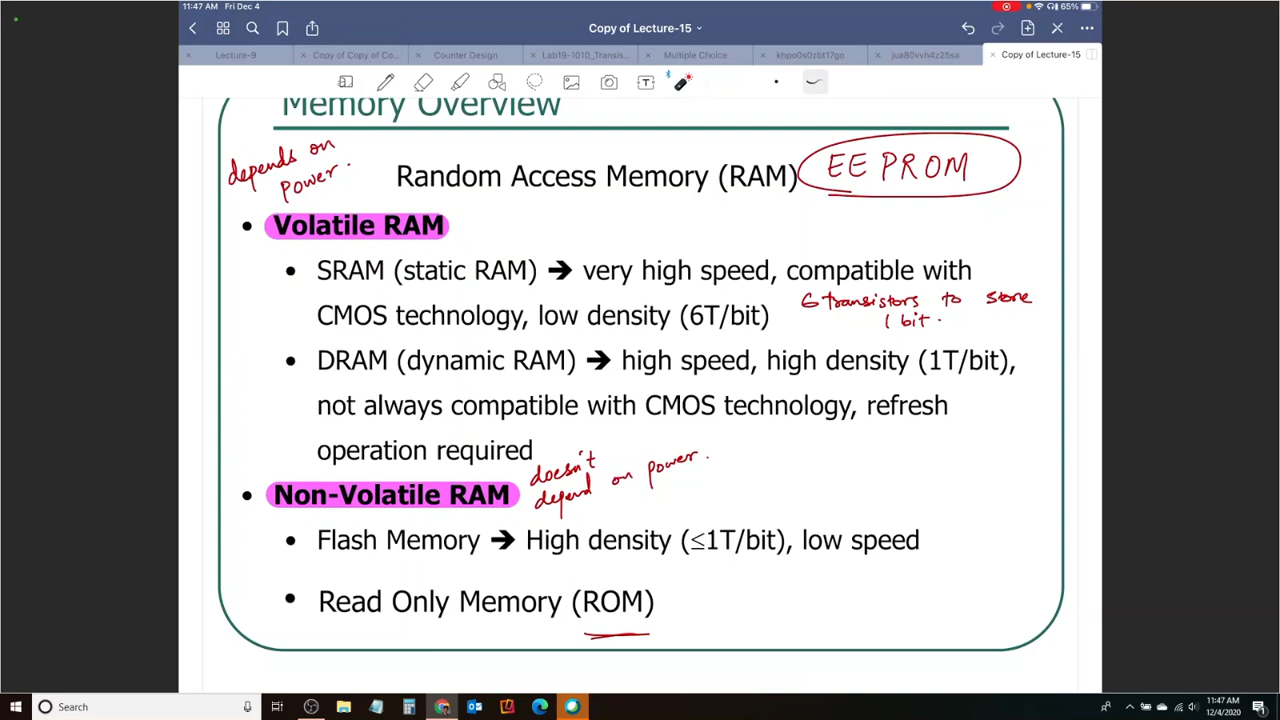 11:47 AM Fri Dec 4
65%
Copy of Lecture-15
Lecture-9
Copy of Copy of Co...
Counter Design
Lab19-1010_Transis...
Multiple Choice
khpo0s0zbt17go
jua80vvh4z25sa
Copy of Lecture-15
Memory Overview
depends on
power.
Random Access Memory (RAM)
EEPROM
• Volatile RAM
• SRAM (static RAM) ➔ very high speed, compatible with
CMOS technology, low density (6T/bit)
6 transistors to store
1 bit.
• DRAM (dynamic RAM) ➔ high speed, high density (1T/bit),
not always compatible with CMOS technology, refresh
operation required
• Non-Volatile RAM
doesn't
depend on power.
• Flash Memory ➔ High density (≤1T/bit), low speed
• Read Only Memory (ROM)
Search
11:47 AM
12/4/2020